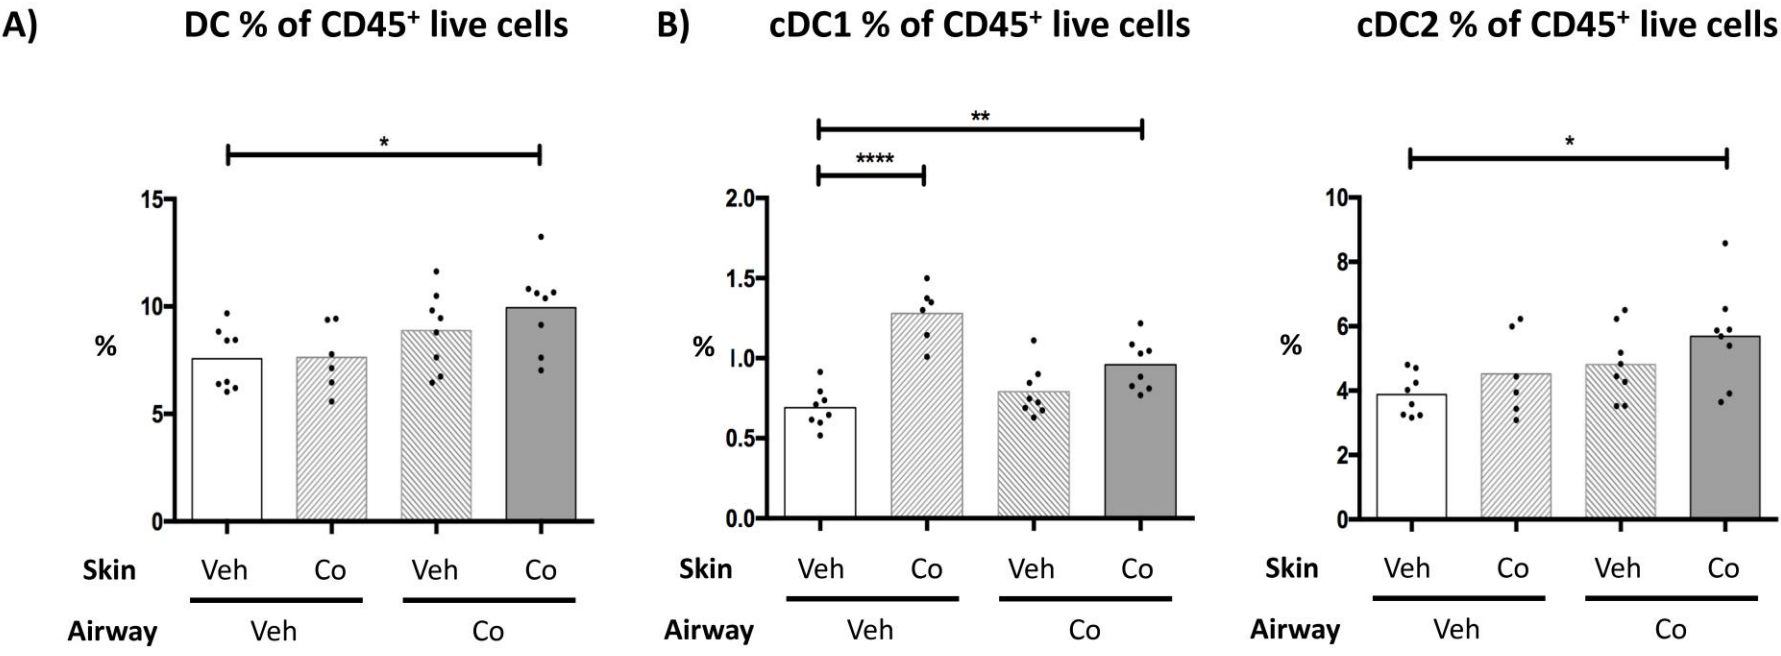 A) DC % of CD45⁺ live cells
*
15
10
5
0
%
Skin Veh Co Veh Co
Airway Veh Co
B) cDC1 % of CD45⁺ live cells
**
****
2.0
1.5
1.0
0.5
0.0
%
Skin Veh Co Veh Co
Airway Veh Co
cDC2 % of CD45⁺ live cells
*
10
8
6
4
2
0
%
Skin Veh Co Veh Co
Airway Veh Co